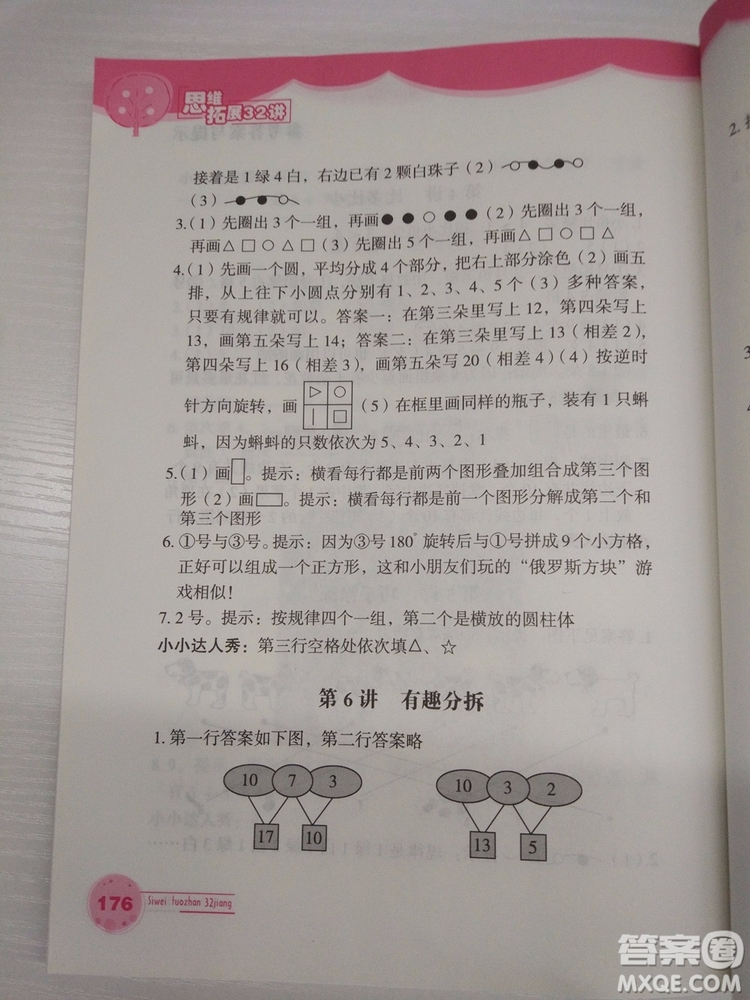 思维
拓展32讲
接着是1绿4白，右边已有2颗白珠子（2）
（3）
3.（1）先圈出3个一组，再画●●○●●（2）先圈出3个一组，
再画△□○△□（3）先圈出5个一组，再画△○□□
4.（1）先画一个圆，平均分成4个部分，把右上部分涂色（2）画五
排，从上往下小圆点分别有1、2、3、4、5个（3）多种答案，
只要有规律就可以。答案一：在第三朵里写上12，第四朵写上
13，画第五朵写上14；答案二：在第三朵里写上13（相差2），
第四朵写上16（相差3），画第五朵写20（相差4）（4）按逆时
针方向旋转，画
（5）在框里画同样的瓶子，装有1只蝌
蚪，因为蝌蚪的只数依次为5、4、3、2、1
5.（1）画▯。提示：横看每行都是前两个图形叠加组合成第三个图
形（2）画▭。提示：横看每行都是前一个图形分解成第二个和
第三个图形
6. ①号与③号。提示：因为③号180°旋转后与①号拼成9个小方格，
正好可以组成一个正方形，这和小朋友们玩的“俄罗斯方块”游
戏相似！
7. 2号。提示：按规律四个一组，第二个是横放的圆柱体
小小达人秀：第三行空格处依次填△、☆
第6讲 有趣分拆
1. 第一行答案如下图，第二行答案略
10 7 3 10 3 2
17 10 13 5
176 Siwei tuozhan 32jiang
答案圈
MXQE.COM